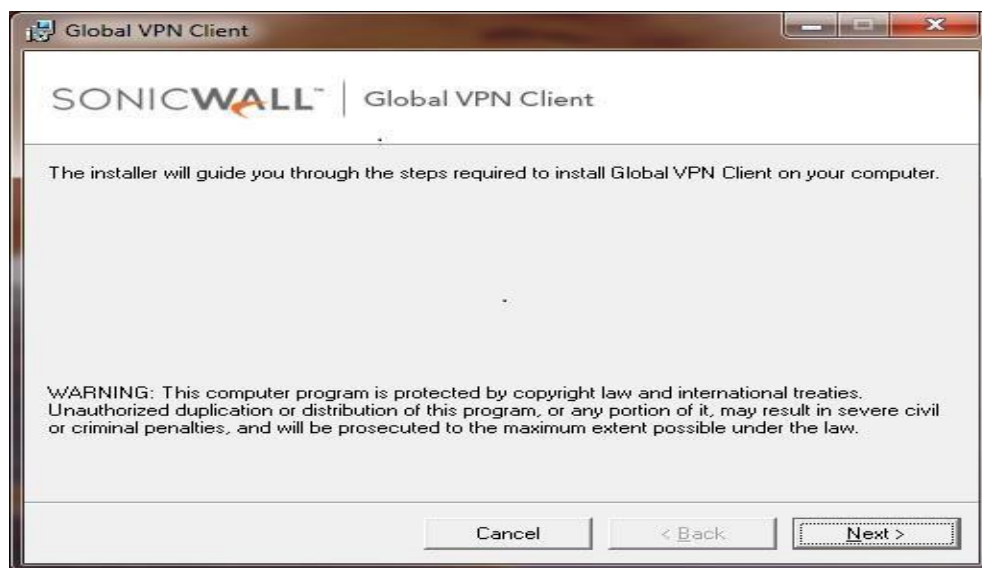 Global VPN Client
SONICWALL™ | Global VPN Client
The installer will guide you through the steps required to install Global VPN Client on your computer.
WARNING: This computer program is protected by copyright law and international treaties.
Unauthorized duplication or distribution of this program, or any portion of it, may result in severe civil
or criminal penalties, and will be prosecuted to the maximum extent possible under the law.
Cancel < Back Next >